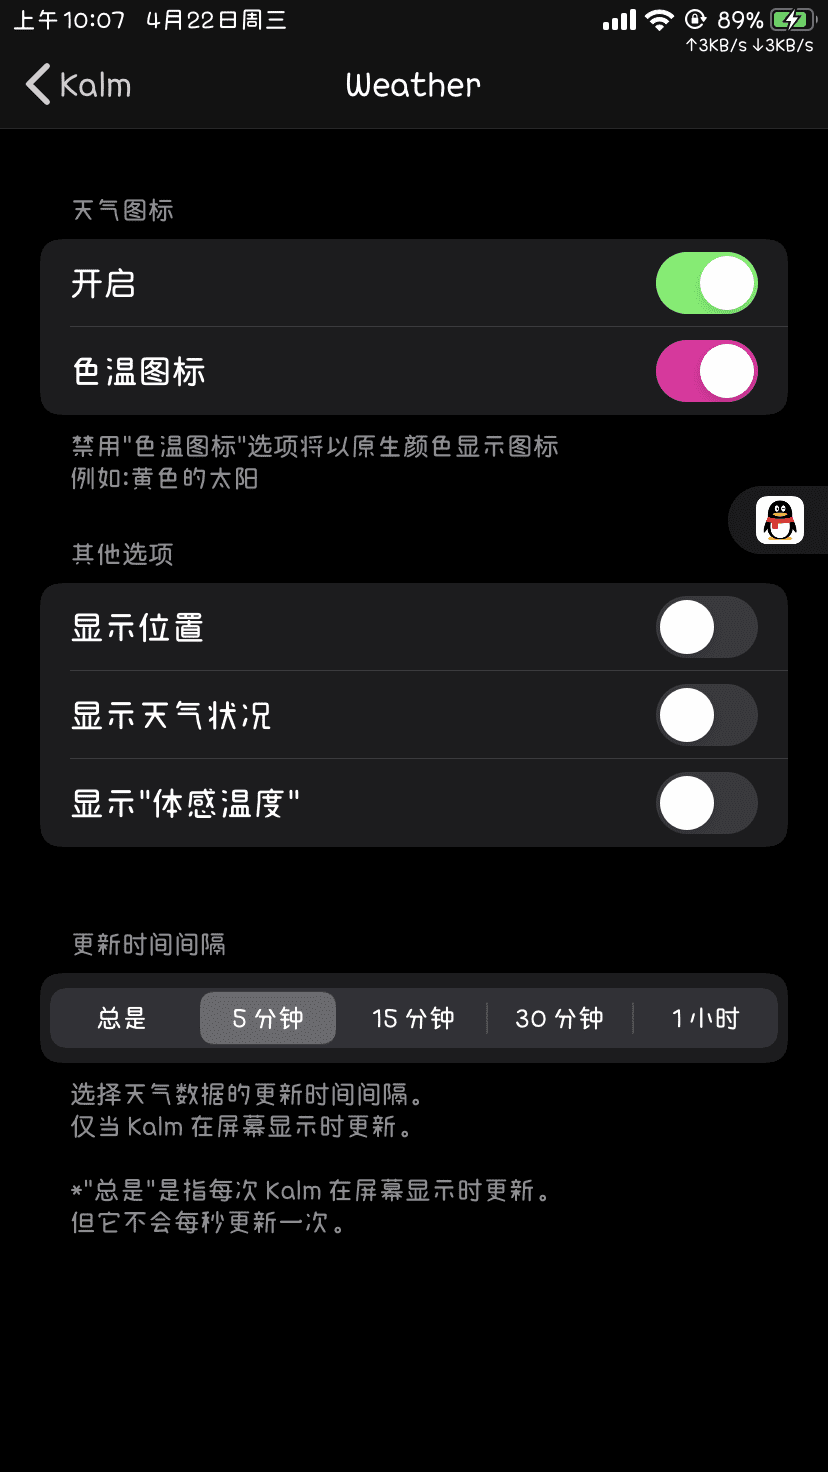 上午10:07 4月22日周三 89%
↑3KB/s ↓3KB/s
Kalm Weather
天气图标
开启
色温图标
禁用"色温图标"选项将以原生颜色显示图标
例如:黄色的太阳
其他选项
显示位置
显示天气状况
显示"体感温度"
更新时间间隔
总是 5 分钟 15 分钟 30 分钟 1 小时
选择天气数据的更新时间间隔。
仅当 Kalm 在屏幕显示时更新。
*"总是"是指每次 Kalm 在屏幕显示时更新。
但它不会每秒更新一次。